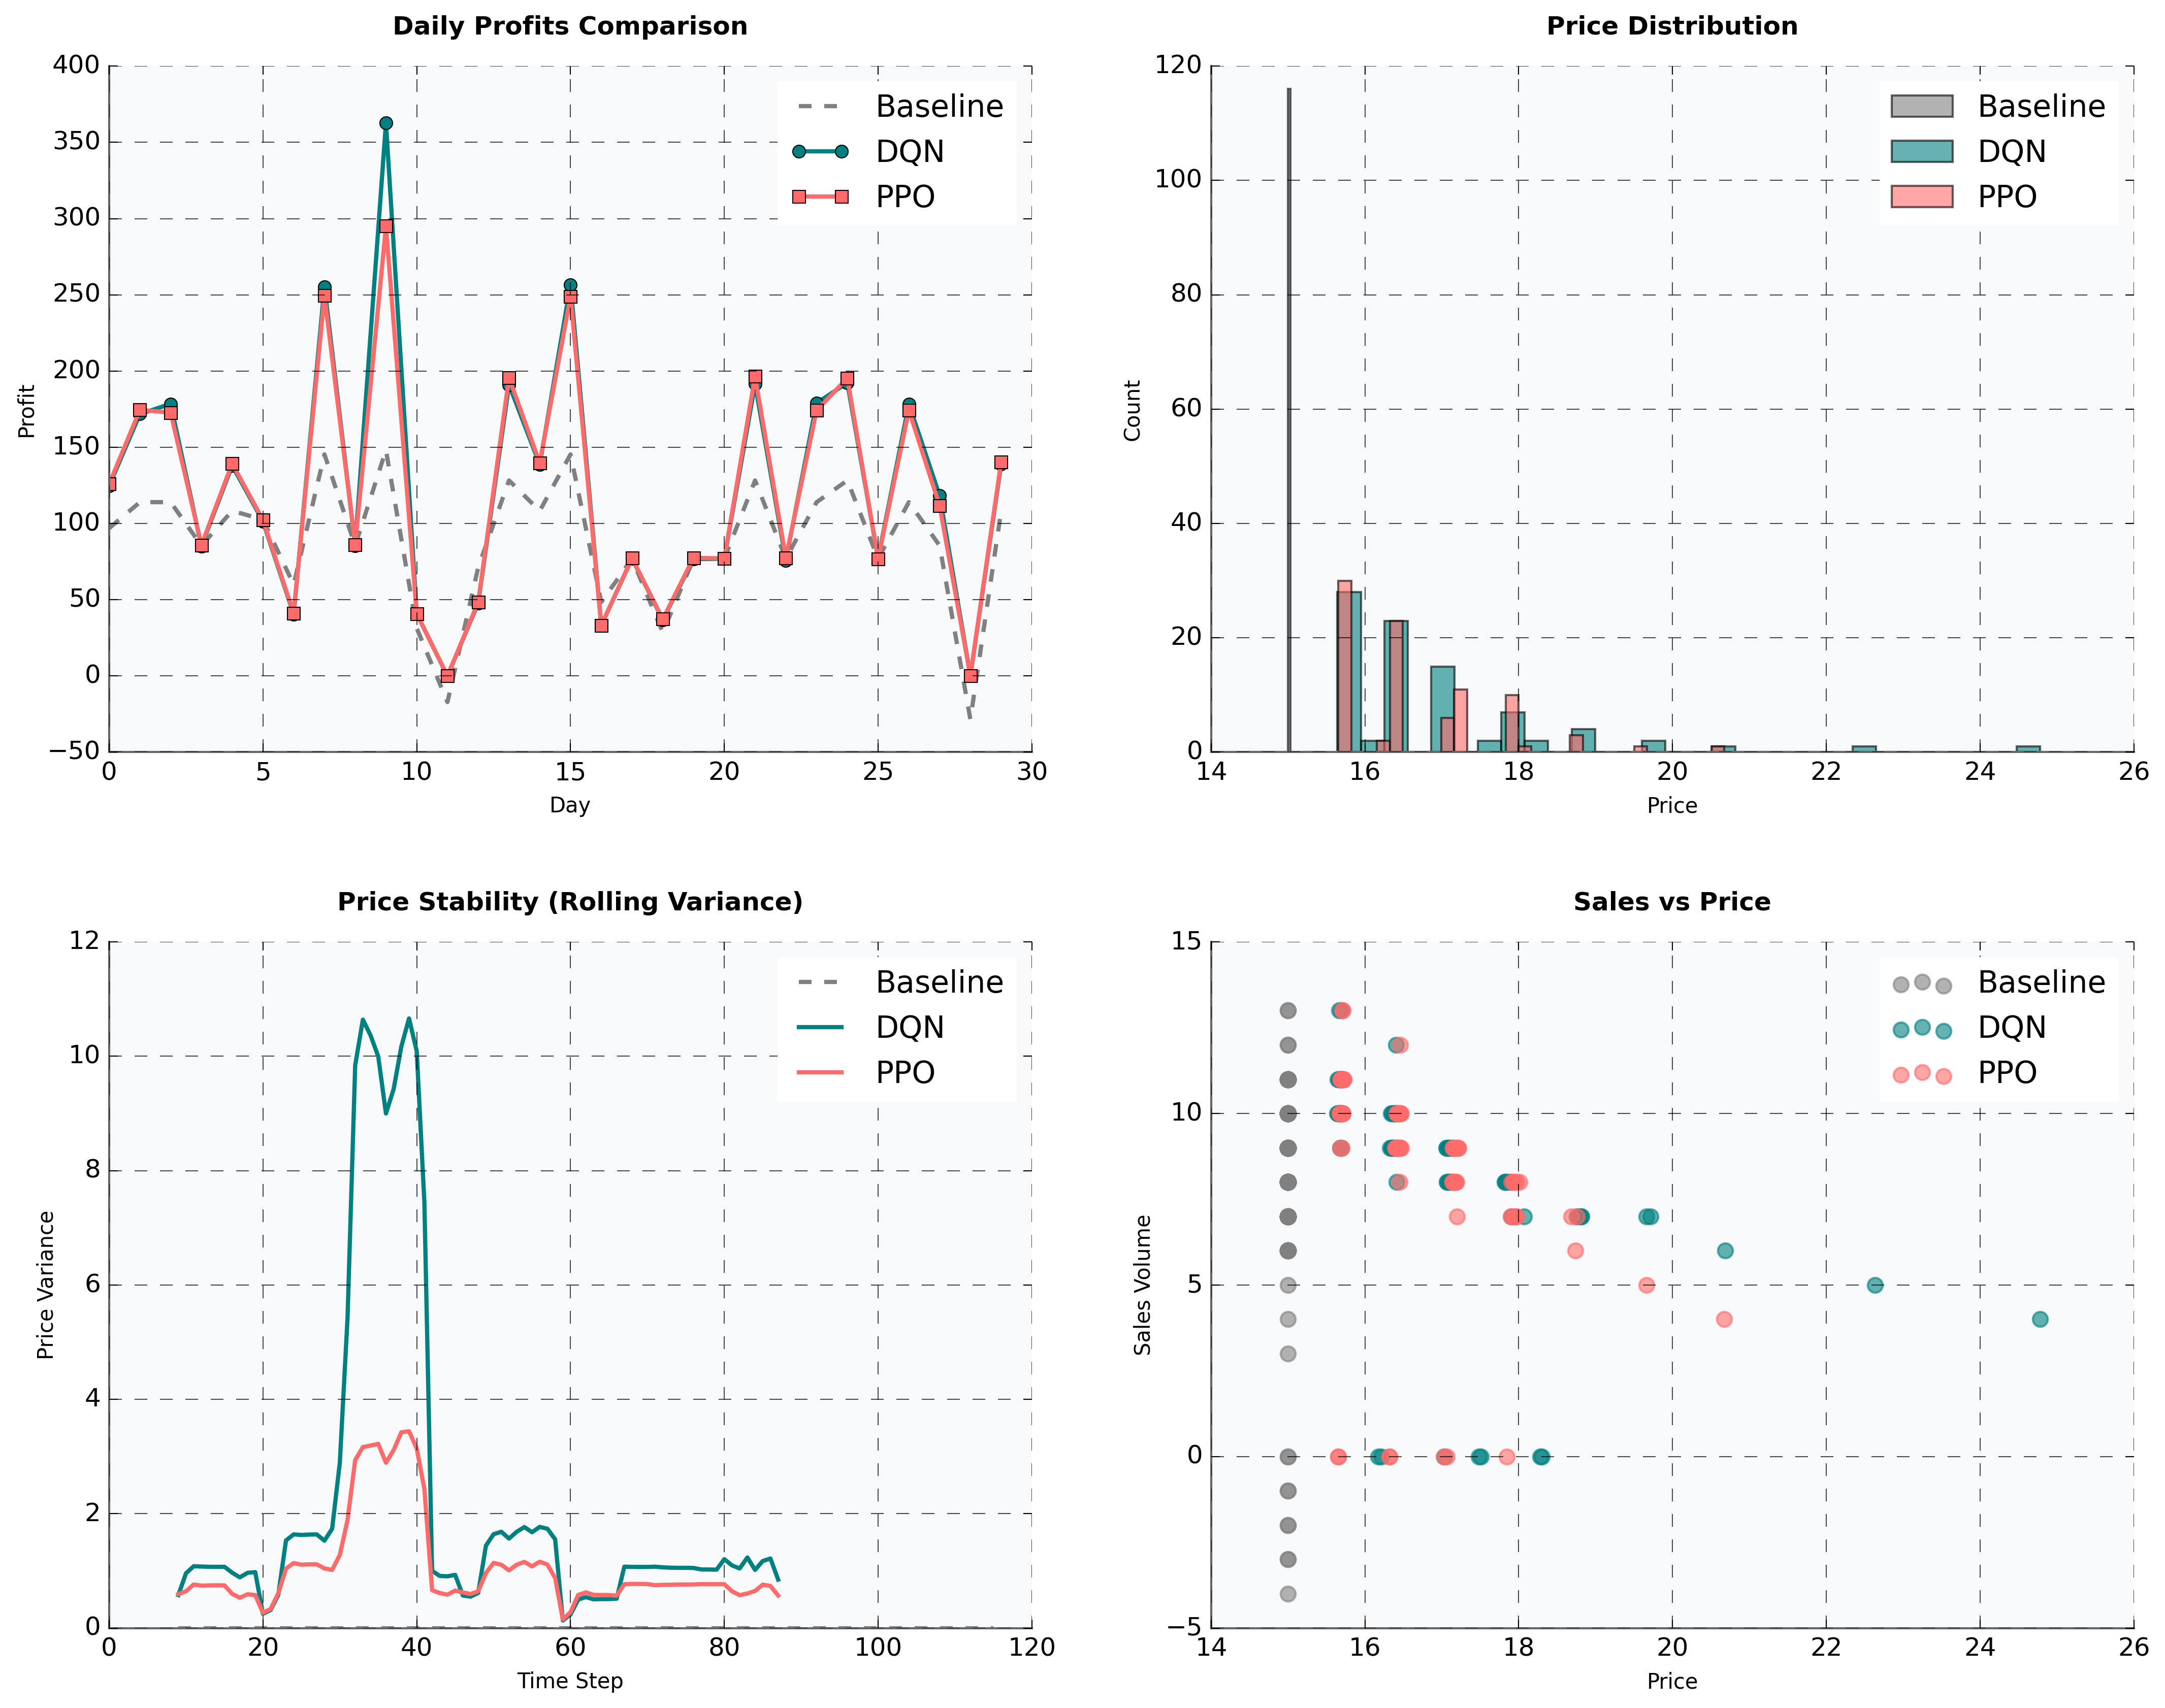 Daily Profits Comparison
400
350
300
250
200
150
100
50
0
−50
0 5 10 15 20 25 30
Profit
Day
Baseline
DQN
PPO
Price Distribution
120
100
80
60
40
20
0
14 16 18 20 22 24 26
Count
Price
Baseline
DQN
PPO
Price Stability (Rolling Variance)
12
10
8
6
4
2
0
0 20 40 60 80 100 120
Price Variance
Time Step
Baseline
DQN
PPO
Sales vs Price
15
10
5
0
−5
14 16 18 20 22 24 26
Sales Volume
Price
Baseline
DQN
PPO